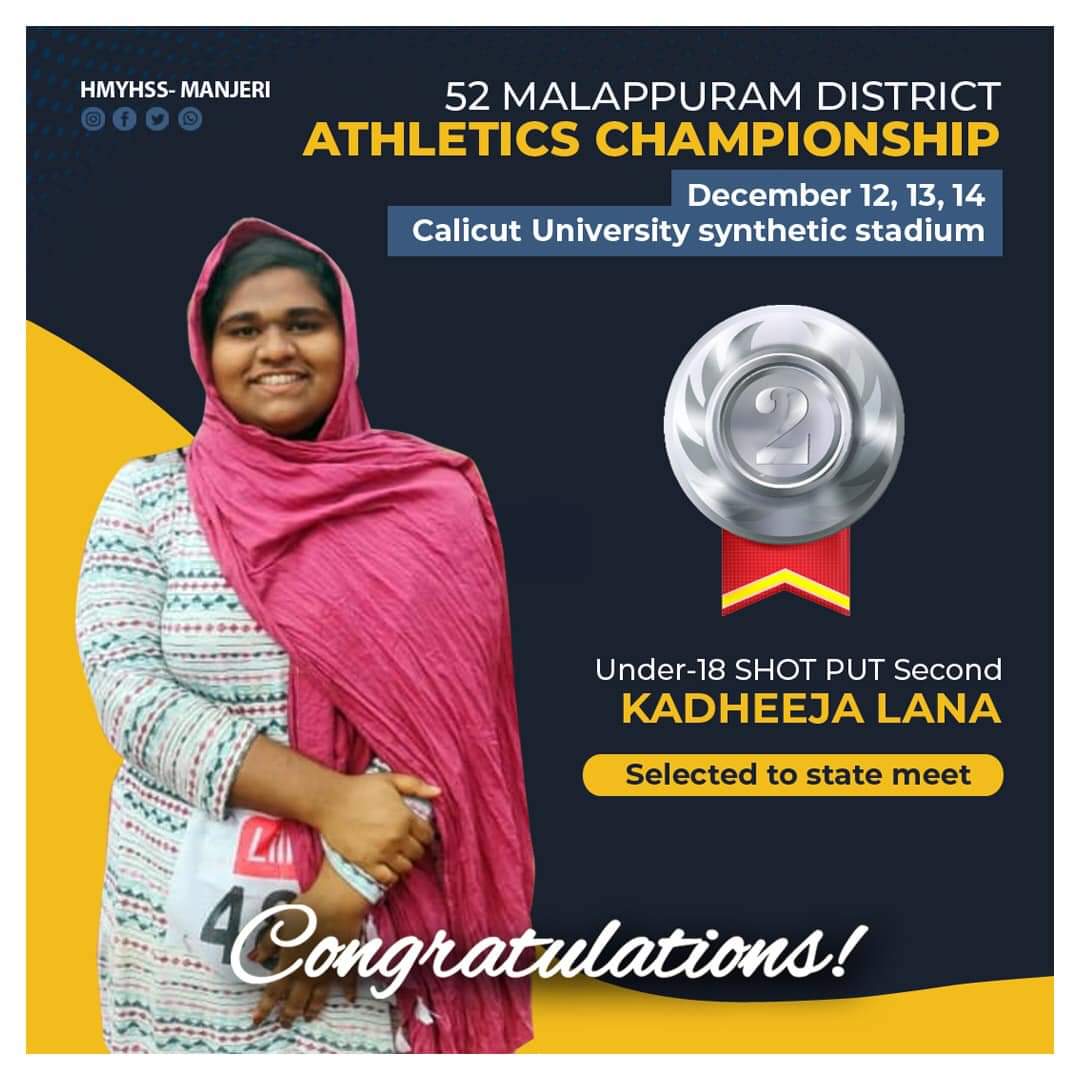 HMYHSS- MANJERI
52 MALAPPURAM DISTRICT
ATHLETICS CHAMPIONSHIP
December 12, 13, 14
Calicut University synthetic stadium
2
Under-18 SHOT PUT Second
KADHEEJA LANA
Selected to state meet
Congratulations!